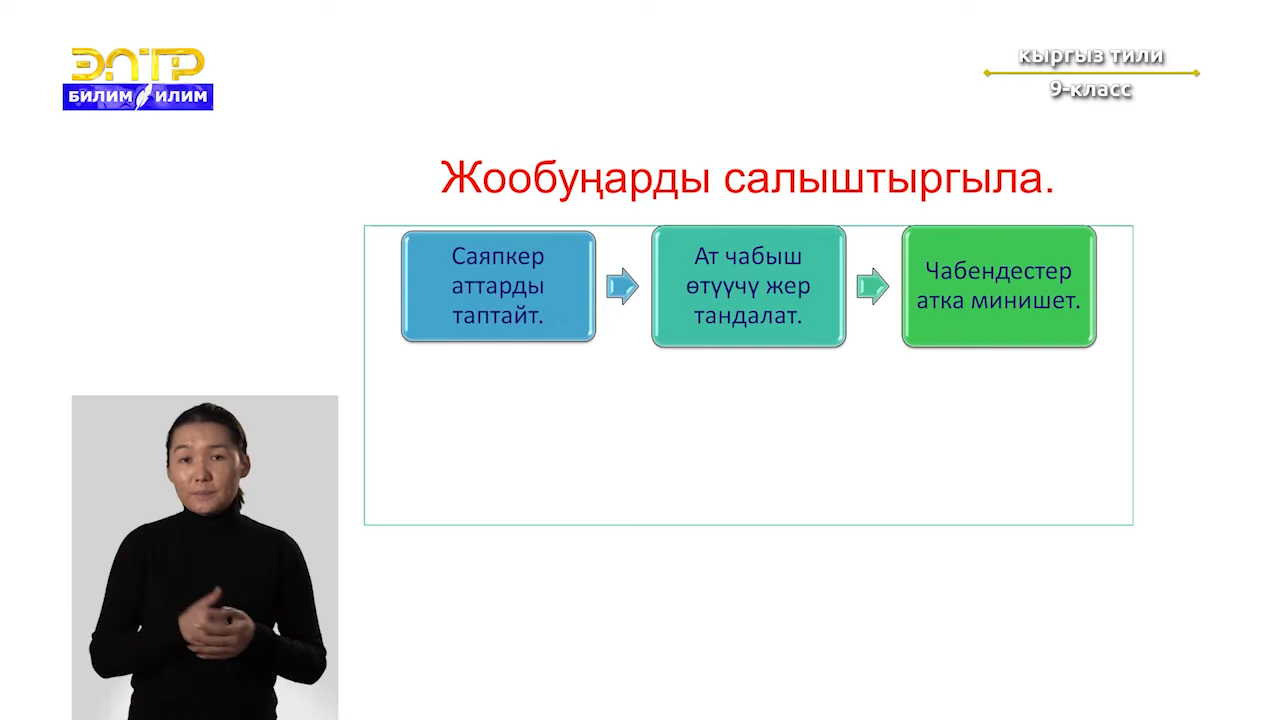 ЭЛТР
БИЛИМ ИЛИМ
кыргыз тили
9-класс
Жообуңарды салыштыргыла.
Саяпкер
аттарды
таптайт.
Ат чабыш
өтүүчү жер
тандалат.
Чабендестер
атка минишет.